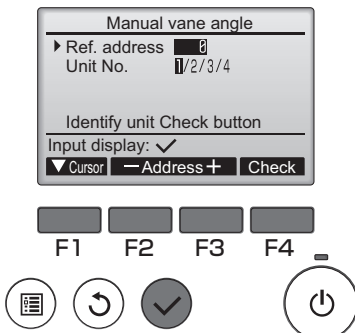 Manual vane angle
Ref. address 0
Unit No. 1/2/3/4
Identify unit Check button
Input display: ✓
▼ Cursor − Address + Check
F1 F2 F3 F4